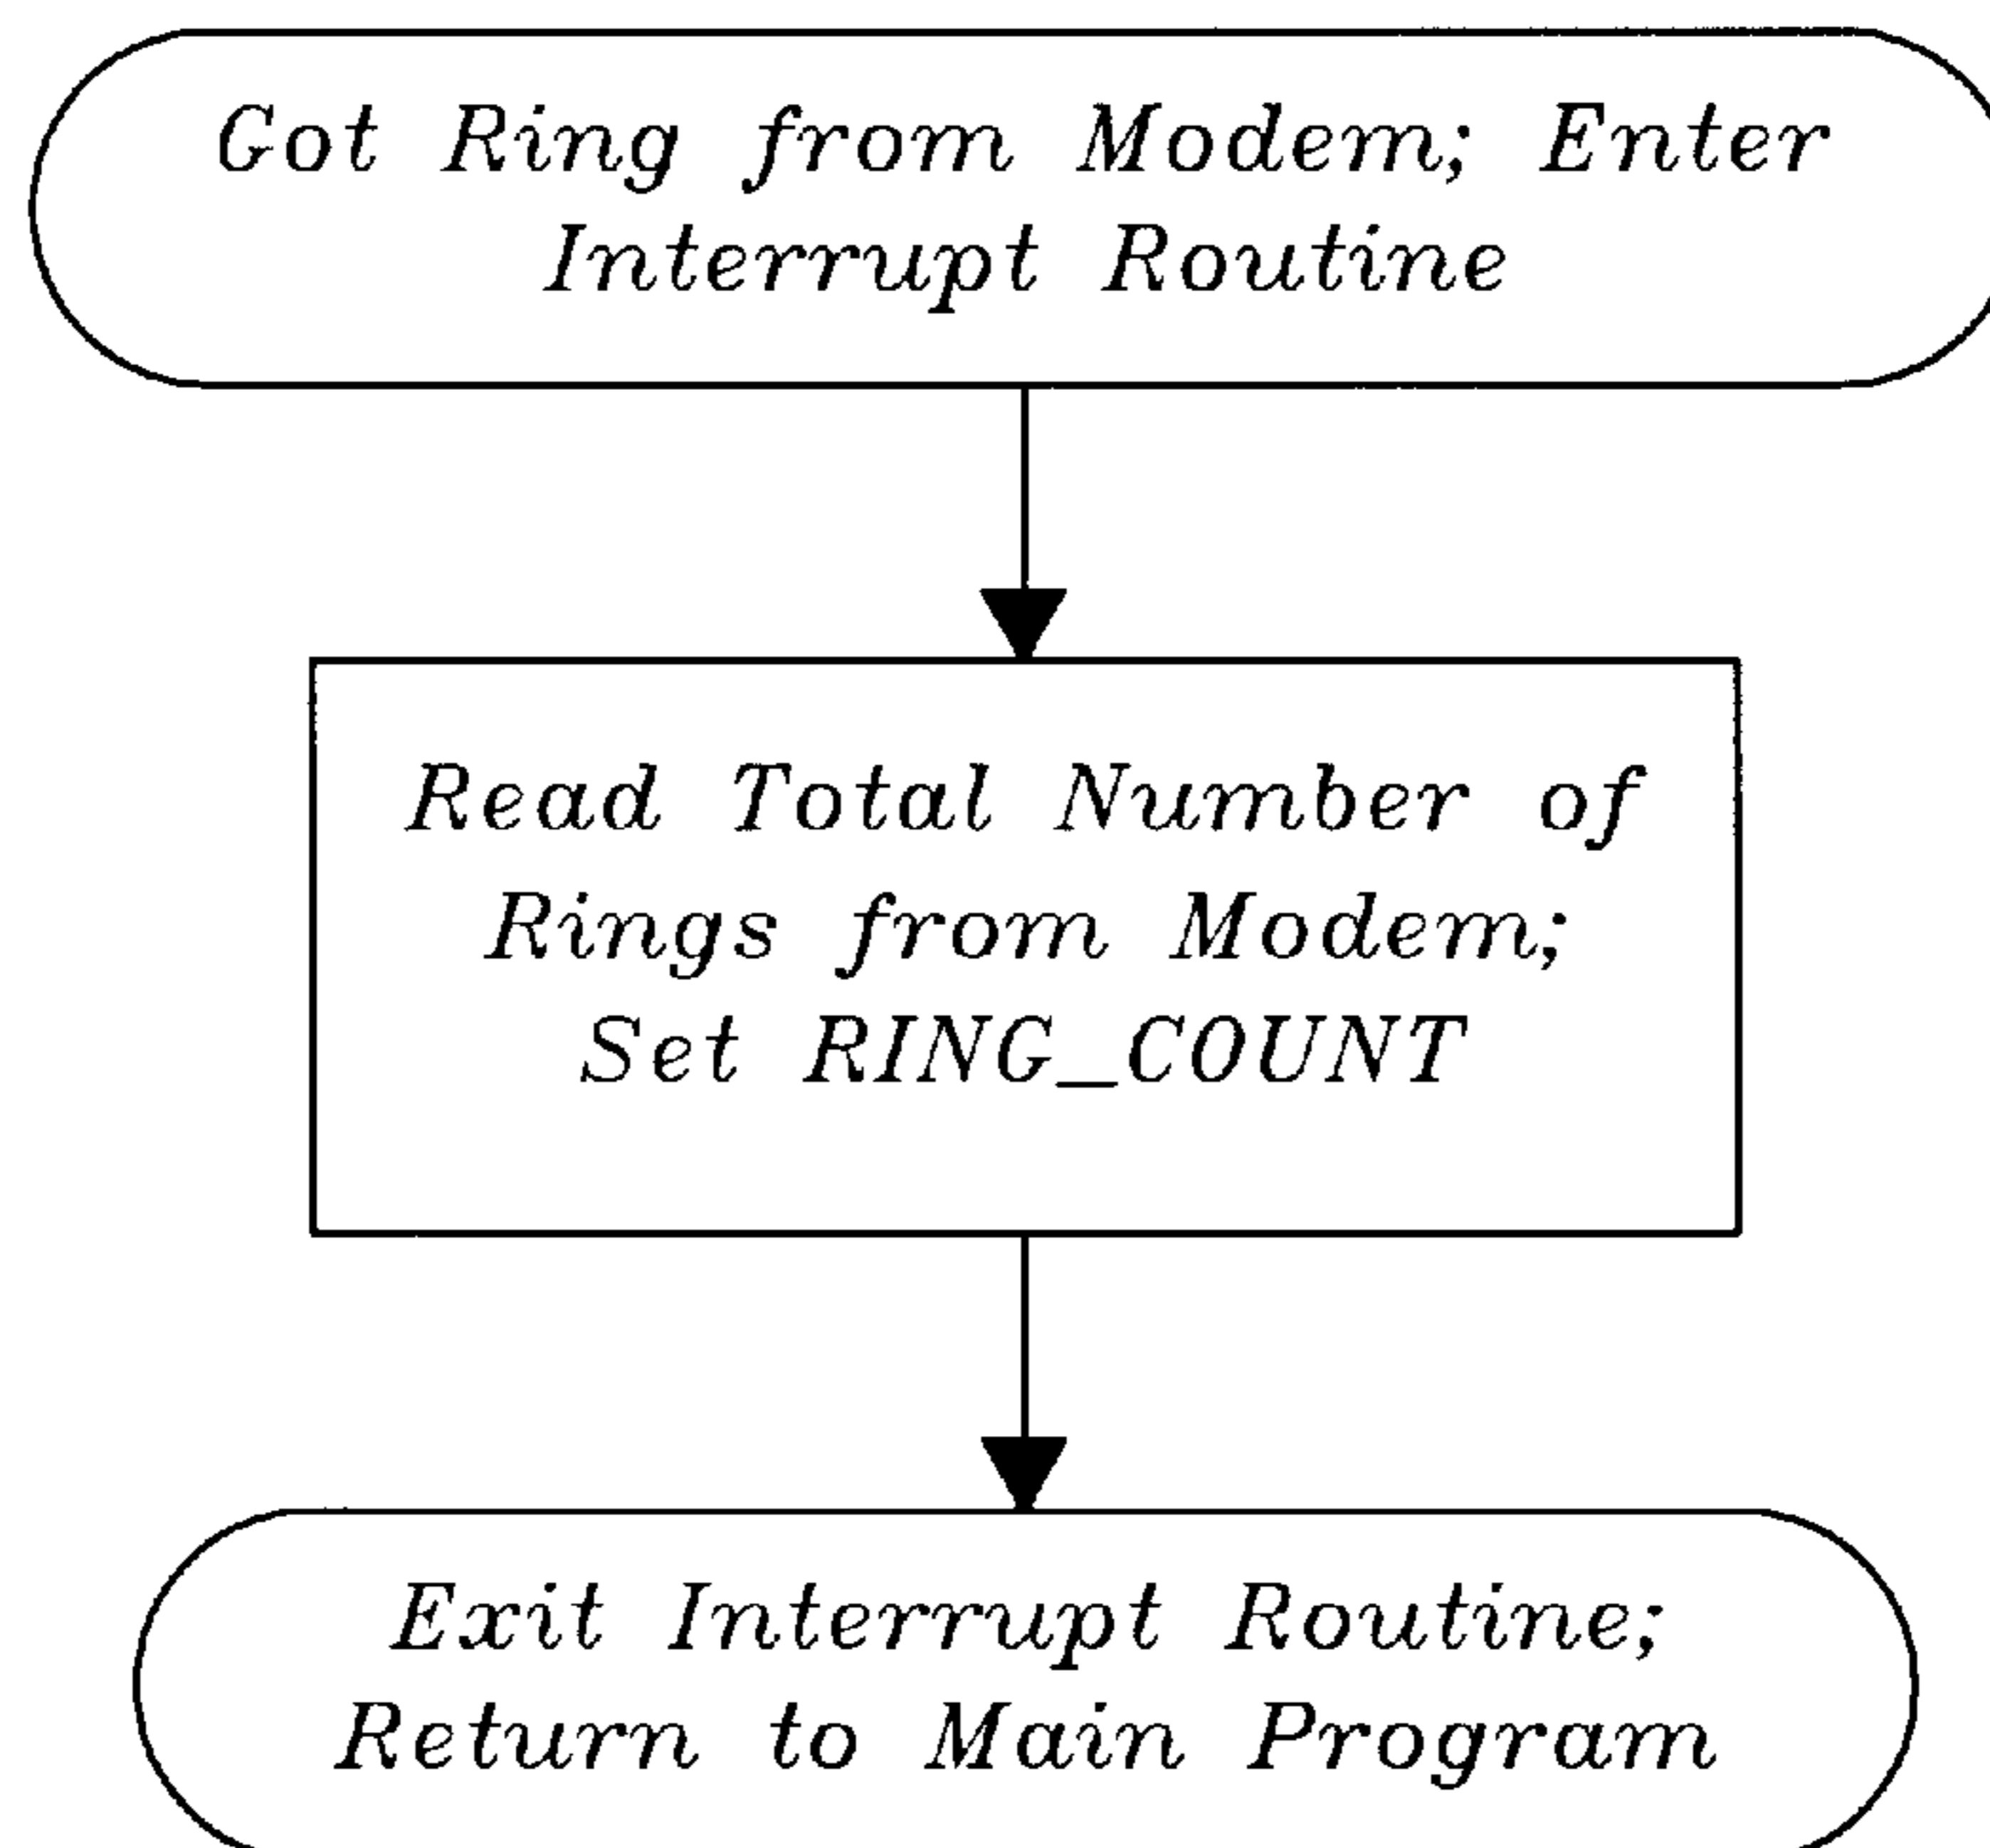 Got Ring from Modem; Enter
Interrupt Routine
Read Total Number of
Rings from Modem;
Set RING_COUNT
Exit Interrupt Routine;
Return to Main Program